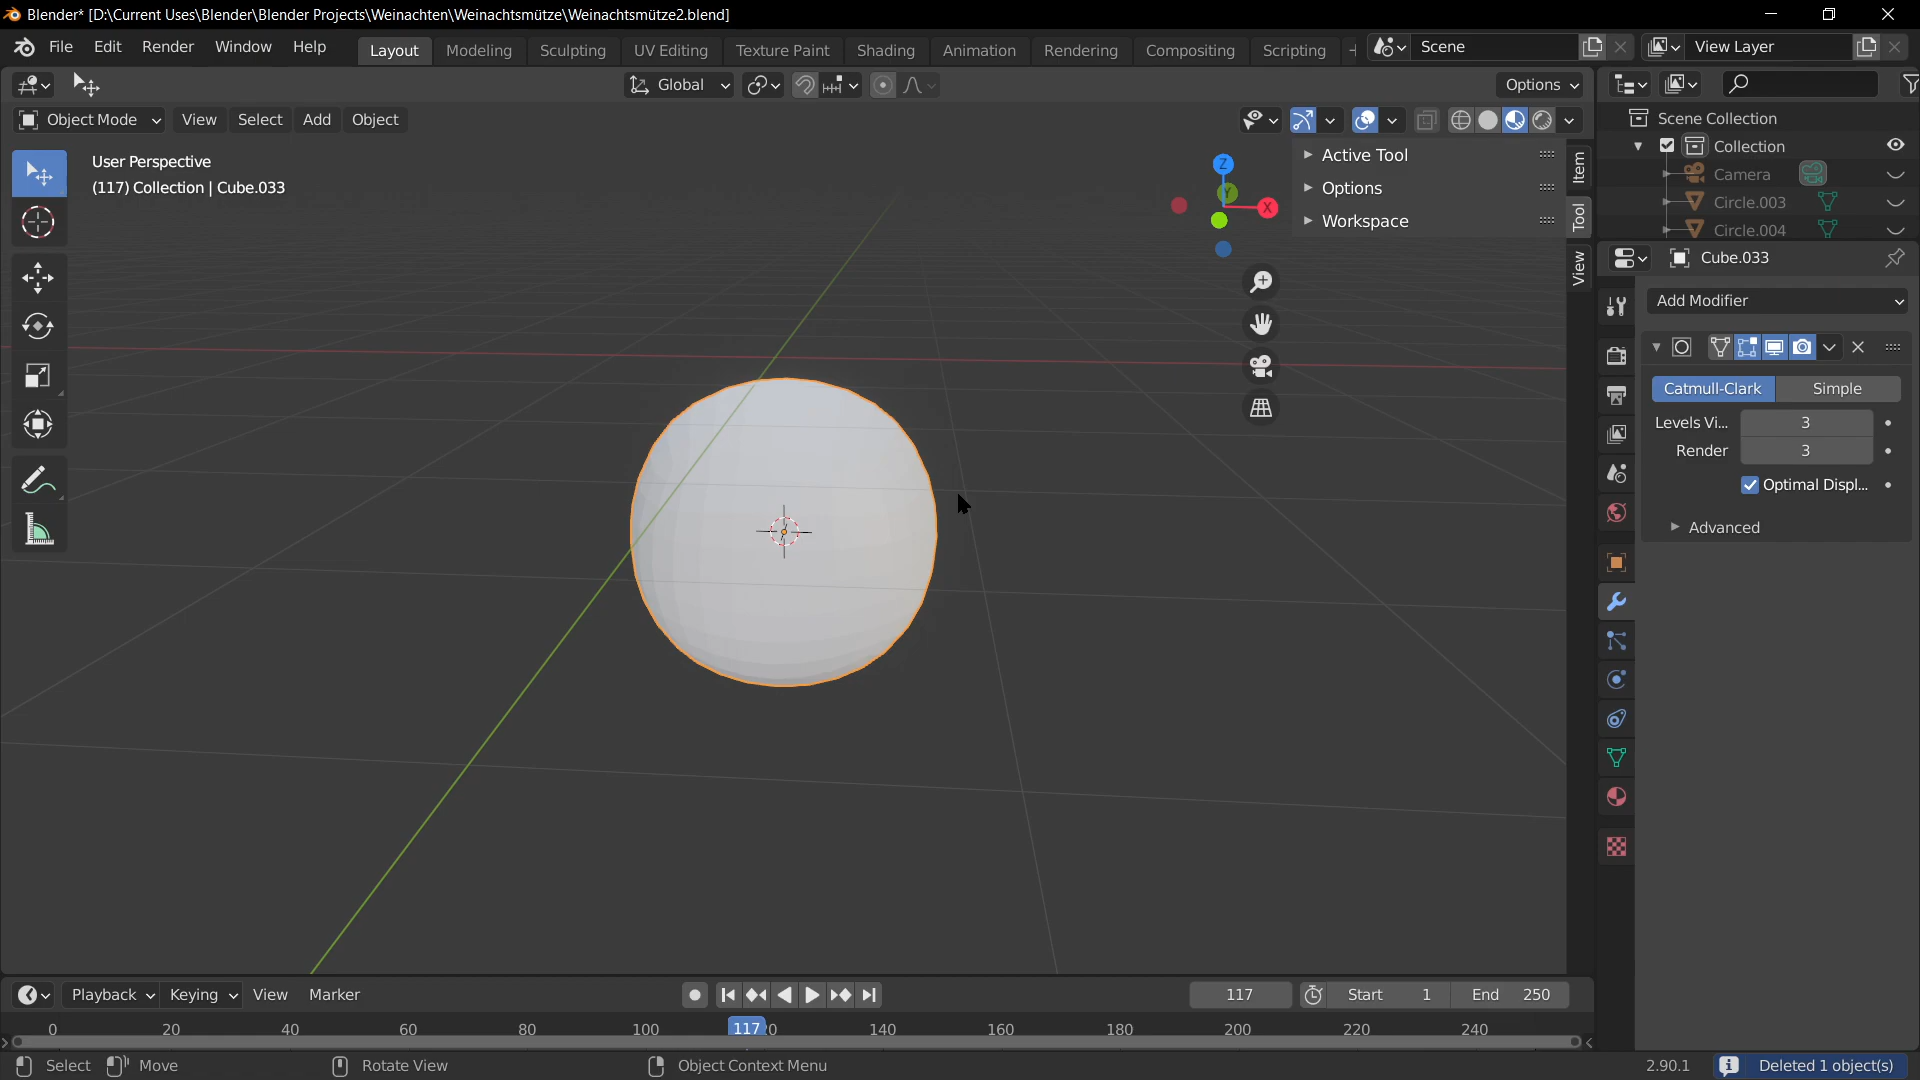 Blender* [D:\Current Uses\Blender\Blender Projects\Weinachten\Weinachtsmütze\Weinachtsmütze2.blend]
File Edit Render Window Help Layout Modeling Sculpting UV Editing Texture Paint Shading Animation Rendering Compositing Scripting Scene View Layer
Global Options
Object Mode View Select Add Object
User Perspective
(117) Collection | Cube.033
Z
Y
X
Active Tool
Options
Workspace
Item
Tool
View
Scene Collection
Collection
Camera
Circle.003
Circle.004
Cube.033
Add Modifier
Catmull-Clark Simple
Levels Vi... 3
Render 3
Optimal Displ...
Advanced
Playback Keying View Marker 117 Start 1 End 250
0 20 40 60 80 100 117 20 140 160 180 200 220 240
Select Move Rotate View Object Context Menu 2.90.1 Deleted 1 object(s)